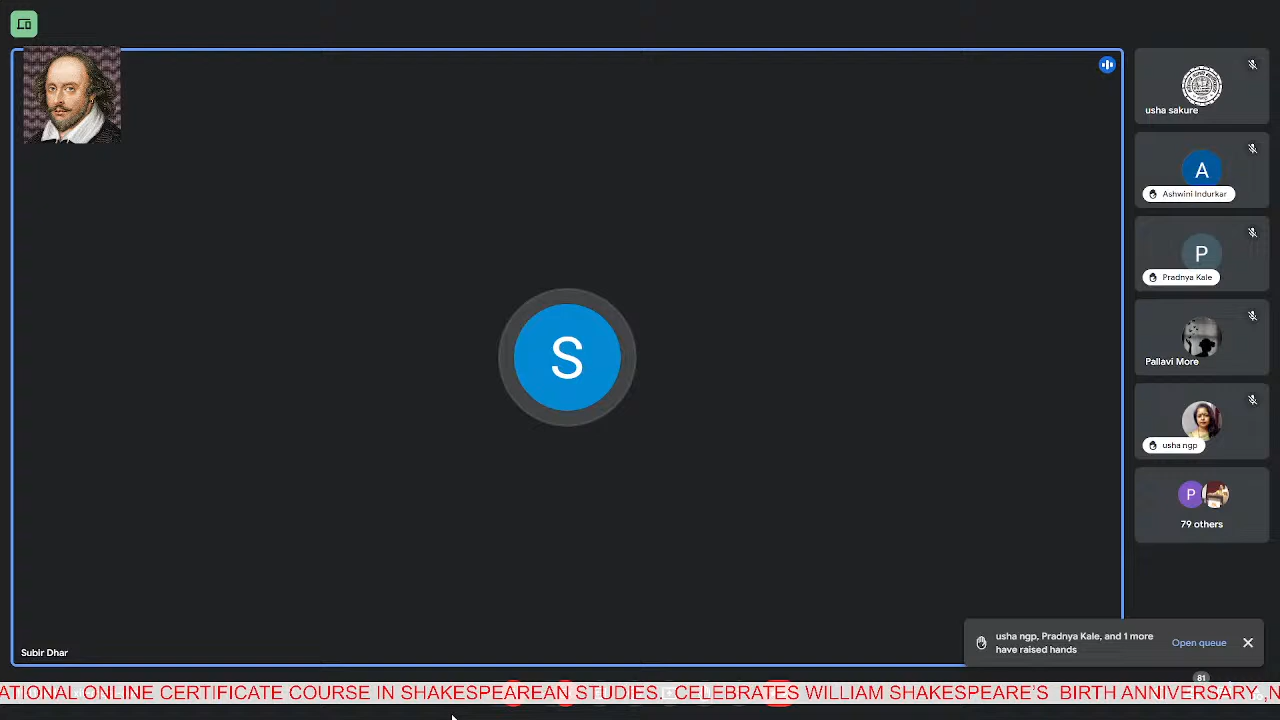 usha sakure
A
Ashwini Indurkar
P
Pradnya Kale
Pallavi More
usha ngp
P
79 others
S
Subir Dhar
usha ngp, Pradnya Kale, and 1 more
have raised hands
Open queue
81
ATIONAL ONLINE CERTIFICATE COURSE IN SHAKESPEAREAN STUDIES. CELEBRATES WILLIAM SHAKESPEARE'S BIRTH ANNIVERSARY ,N